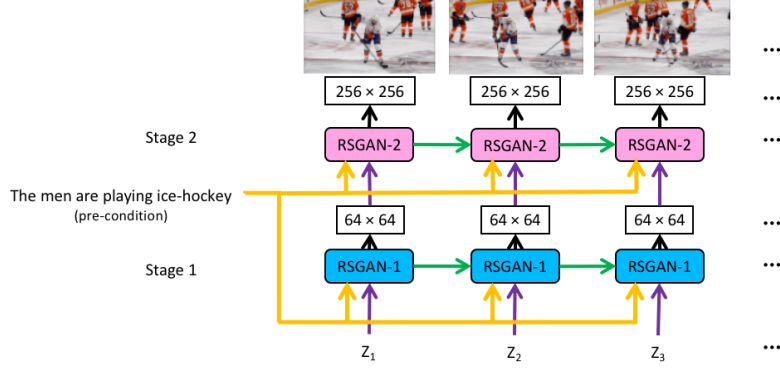 256 × 256 256 × 256 256 × 256 ...
Stage 2 RSGAN-2 RSGAN-2 RSGAN-2 ...
The men are playing ice-hockey
(pre-condition)
64 × 64 64 × 64 64 × 64 ...
Stage 1 RSGAN-1 RSGAN-1 RSGAN-1 ...
Z1 Z2 Z3 ...